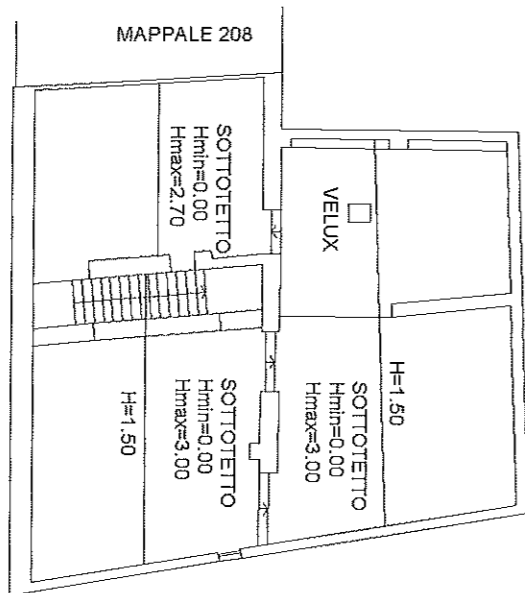 MAPPALE 208
SOTTOTETTO
Hmin=0.00
Hmax=2.70
VELUX
H=1.50
SOTTOTETTO
Hmin=0.00
Hmax=3.00
SOTTOTETTO
Hmin=0.00
Hmax=3.00
H=1.50